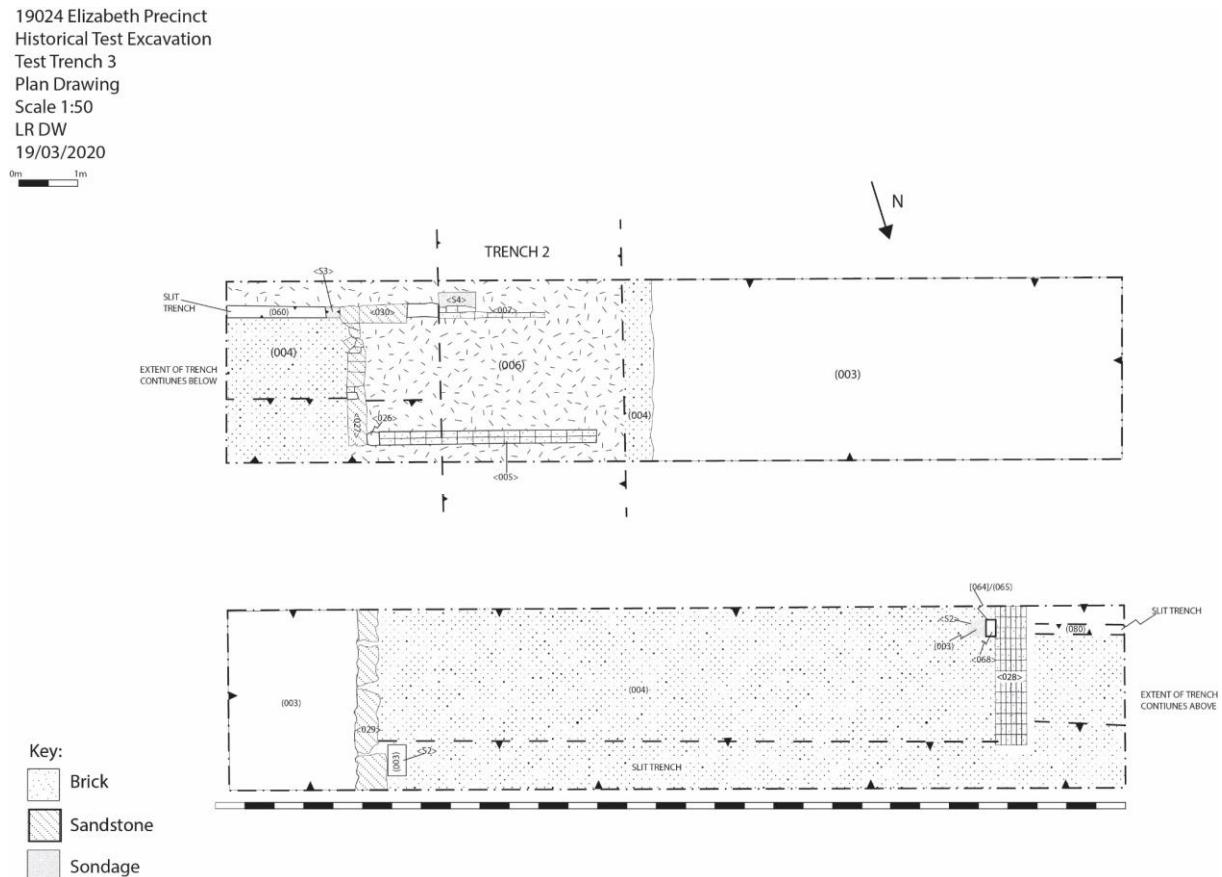 19024 Elizabeth Precinct
Historical Test Excavation
Test Trench 3
Plan Drawing
Scale 1:50
LR DW
19/03/2020
0m 1m
N
TRENCH 2
<S3>
SLIT
TRENCH
(060)
<030>
<S4>
<007>
(004)
(006)
(003)
EXTENT OF TRENCH
CONTIUNES BELOW
(004)
<027>
<026>
<005>
[064]/(065)
<S2>
(003)
<068>
SLIT TRENCH
(080)
<028>
(004)
(003)
EXTENT OF TRENCH
CONTIUNES ABOVE
<029>
(003)
<S2>
SLIT TRENCH
Key:
Brick
Sandstone
Sondage